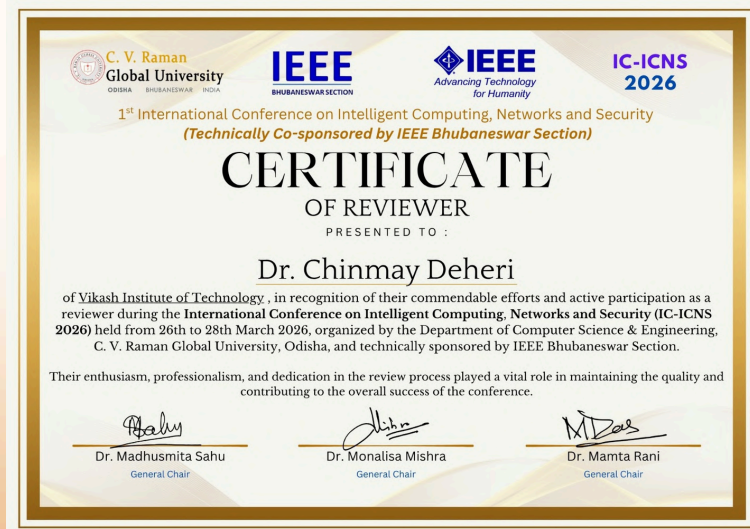 C. V. Raman
Global University
ODISHA BHUBANESWAR INDIA
IEEE
BHUBANESWAR SECTION
IEEE
Advancing Technology
for Humanity
IC-ICNS
2026
1st International Conference on Intelligent Computing, Networks and Security
(Technically Co-sponsored by IEEE Bhubaneswar Section)
CERTIFICATE
OF REVIEWER
PRESENTED TO :
Dr. Chinmay Deheri
of Vikash Institute of Technology , in recognition of their commendable efforts and active participation as a
reviewer during the International Conference on Intelligent Computing, Networks and Security (IC-ICNS
2026) held from 26th to 28th March 2026, organized by the Department of Computer Science & Engineering,
C. V. Raman Global University, Odisha, and technically sponsored by IEEE Bhubaneswar Section.
Their enthusiasm, professionalism, and dedication in the review process played a vital role in maintaining the quality and
contributing to the overall success of the conference.
Dr. Madhusmita Sahu
General Chair
Dr. Monalisa Mishra
General Chair
Dr. Mamta Rani
General Chair